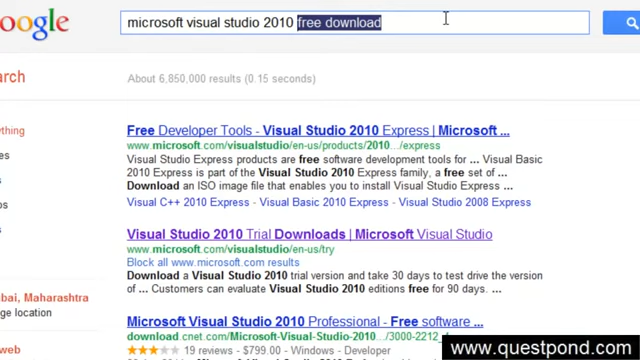 oogle
microsoft visual studio 2010 free download
earch
About 6,850,000 results (0.15 seconds)
Free Developer Tools - Visual Studio 2010 Express | Microsoft ...
www.microsoft.com/visualstudio/en-us/products/2010.../express
Visual Studio Express products are free software development tools for ... Visual Basic
2010 Express is part of the Visual Studio 2010 Express family, a free set of ...
Download an ISO image file that enables you to install Visual Studio Express ...
Visual C++ 2010 Express - Visual Basic 2010 Express - Visual Studio 2008 Express
Visual Studio 2010 Trial Downloads | Microsoft Visual Studio
www.microsoft.com/visualstudio/en-us/try
Block all www.microsoft.com results
Download a Visual Studio 2010 trial version and take 30 days to test drive the version
of ... Customers can evaluate Visual Studio 2010 editions free for 90 days. ...
Microsoft Visual Studio 2010 Professional - Free software ...
download.cnet.com/Microsoft-Visual-Studio-2010.../3000-2212_
19 reviews - $799.00 - Windows - Developer
ything
es
s
os
s
bai, Maharashtra
nge location
web
www.questpond.com